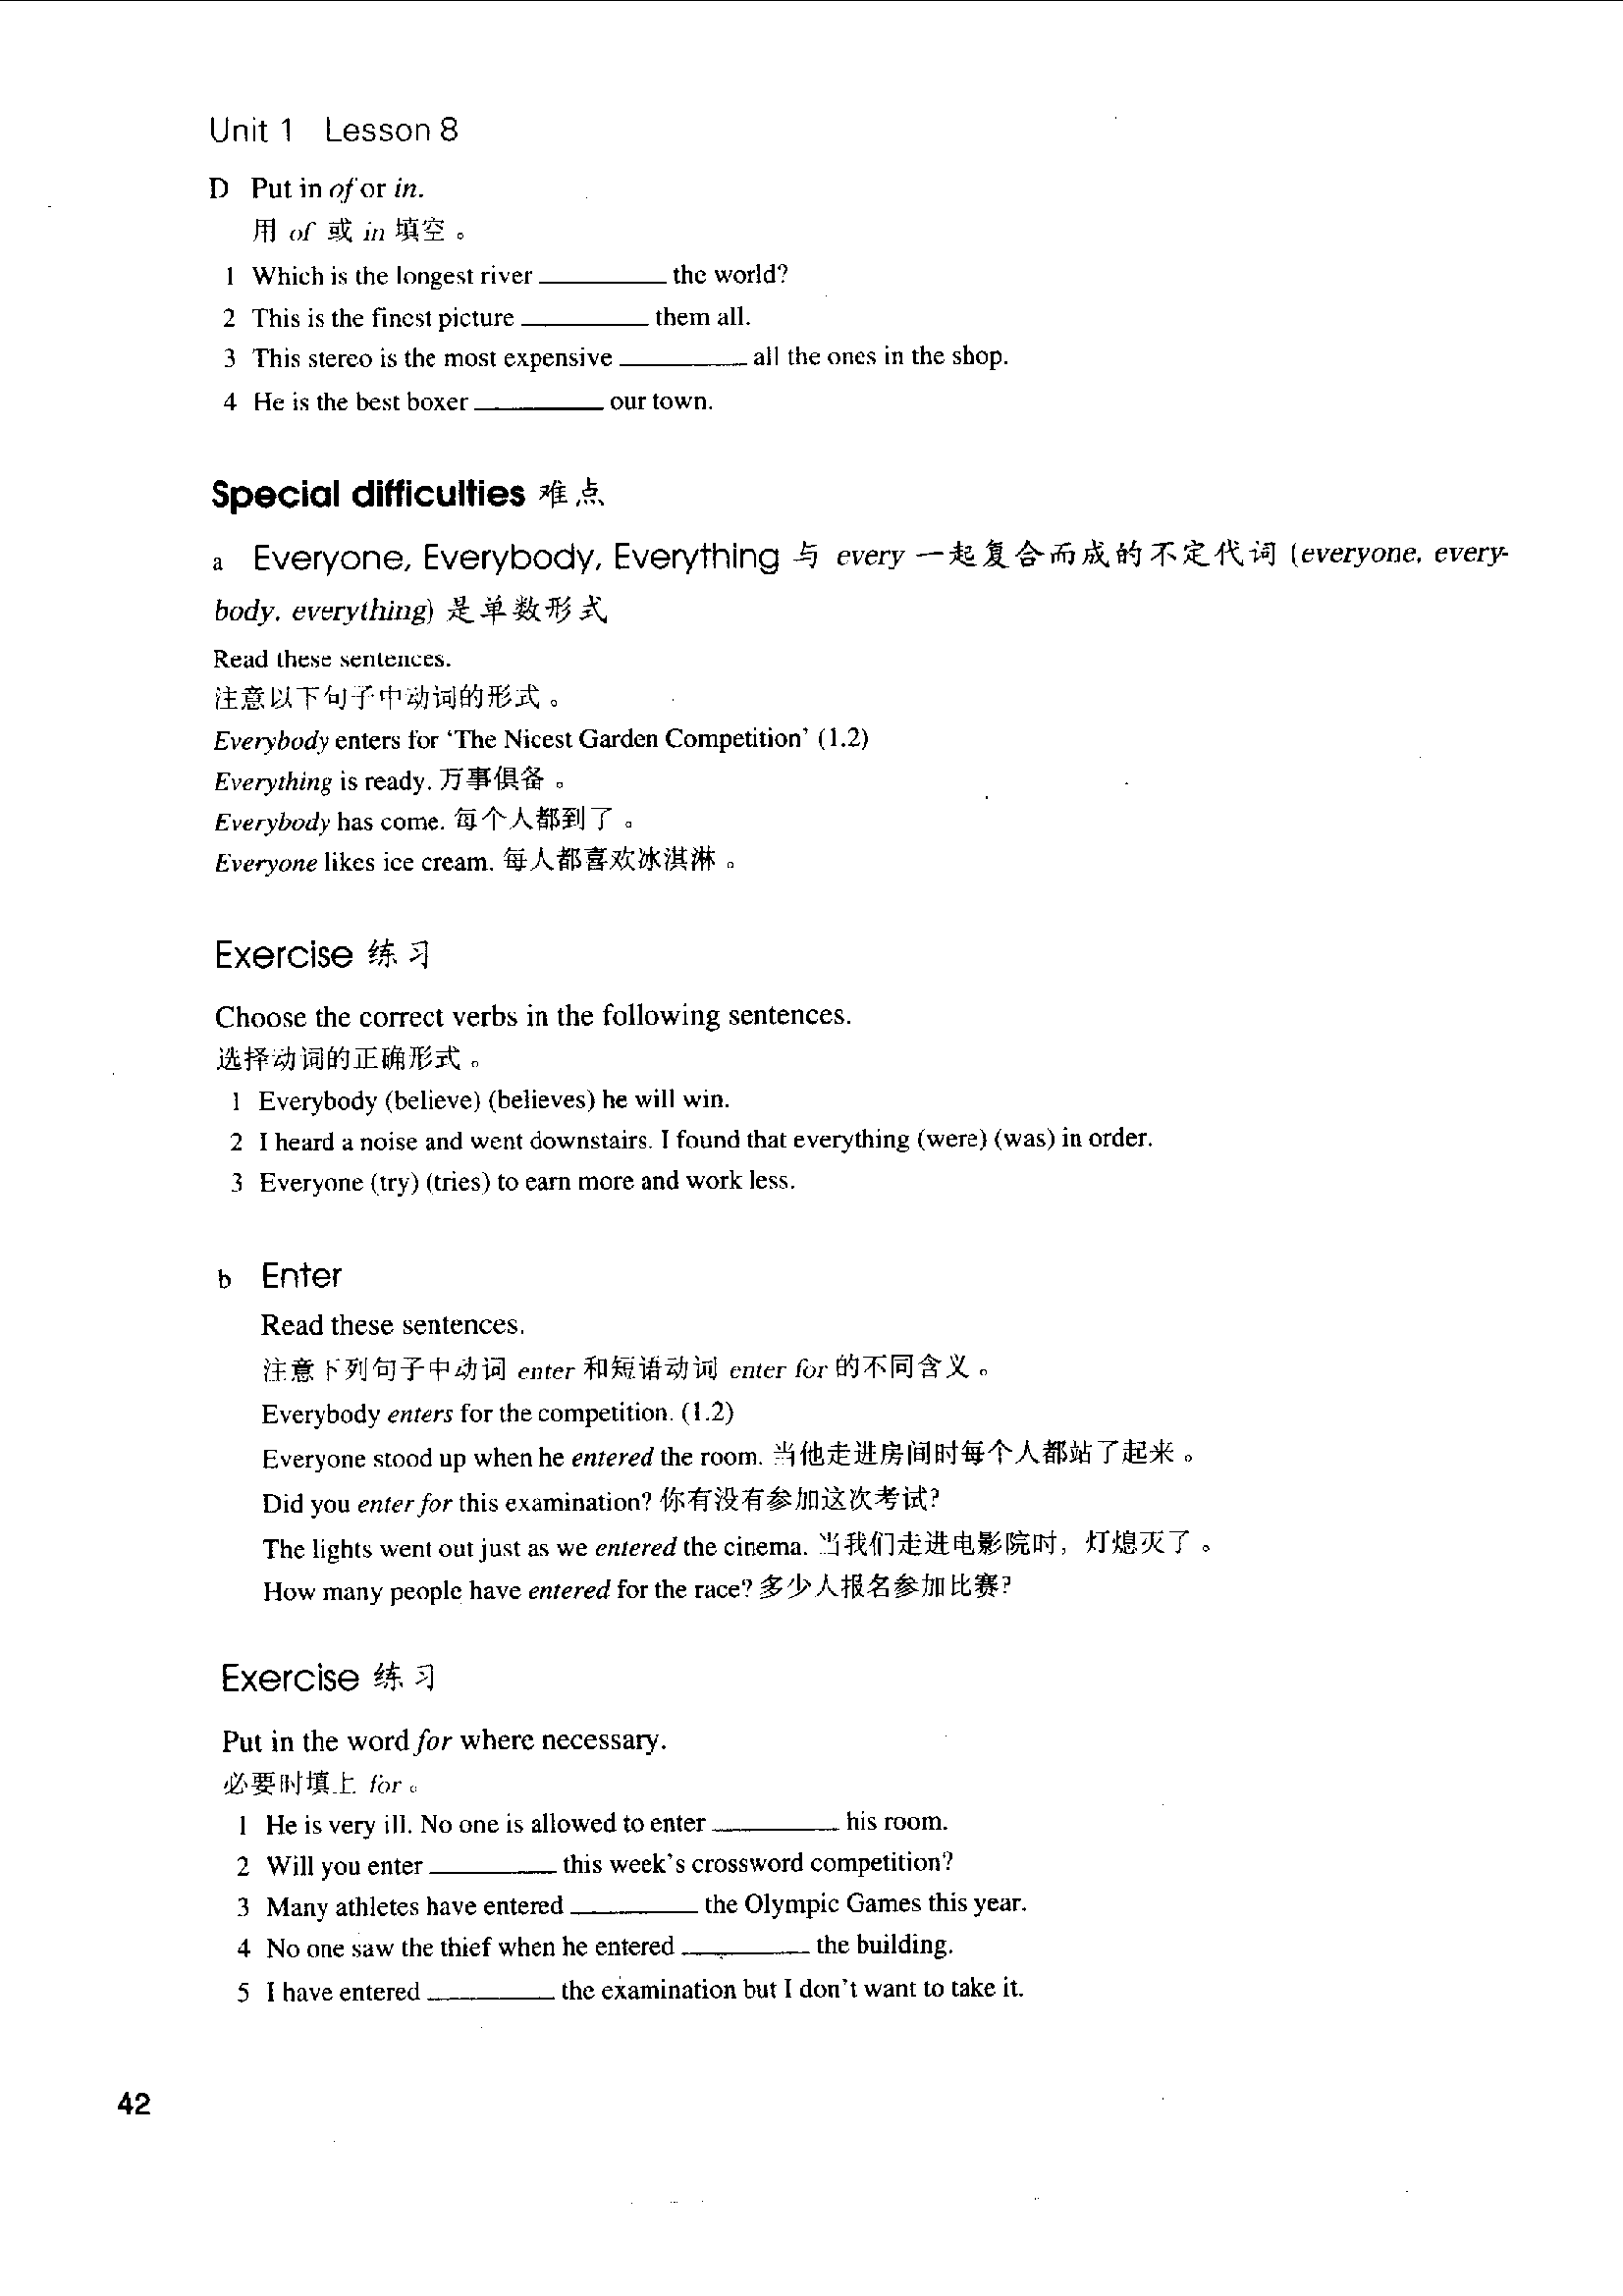 Unit 1 Lesson 8
D Put in of or in.
用 of 或 in 填空。
1 Which is the longest river __________ the world?
2 This is the finest picture __________ them all.
3 This stereo is the most expensive __________ all the ones in the shop.
4 He is the best boxer __________ our town.
Special difficulties 难点
a Everyone, Everybody, Everything 与 every 一起复合而成的不定代词 (everyone, every-
body, everything) 是单数形式
Read these sentences.
注意以下句子中动词的形式。
Everybody enters for ‘The Nicest Garden Competition’ (1.2)
Everything is ready. 万事俱备。
Everybody has come. 每个人都到了。
Everyone likes ice cream. 每人都喜欢冰淇淋。
Exercise 练习
Choose the correct verbs in the following sentences.
选择动词的正确形式。
1 Everybody (believe) (believes) he will win.
2 I heard a noise and went downstairs. I found that everything (were) (was) in order.
3 Everyone (try) (tries) to earn more and work less.
b Enter
Read these sentences.
注意下列句子中动词 enter 和短语动词 enter for 的不同含义。
Everybody enters for the competition. (1.2)
Everyone stood up when he entered the room. 当他走进房间时每个人都站了起来。
Did you enter for this examination? 你有没有参加这次考试?
The lights went out just as we entered the cinema. 当我们走进电影院时, 灯熄灭了。
How many people have entered for the race? 多少人报名参加比赛?
Exercise 练习
Put in the word for where necessary.
必要时填上 for。
1 He is very ill. No one is allowed to enter __________ his room.
2 Will you enter __________ this week’s crossword competition?
3 Many athletes have entered __________ the Olympic Games this year.
4 No one saw the thief when he entered __________ the building.
5 I have entered __________ the examination but I don’t want to take it.
42